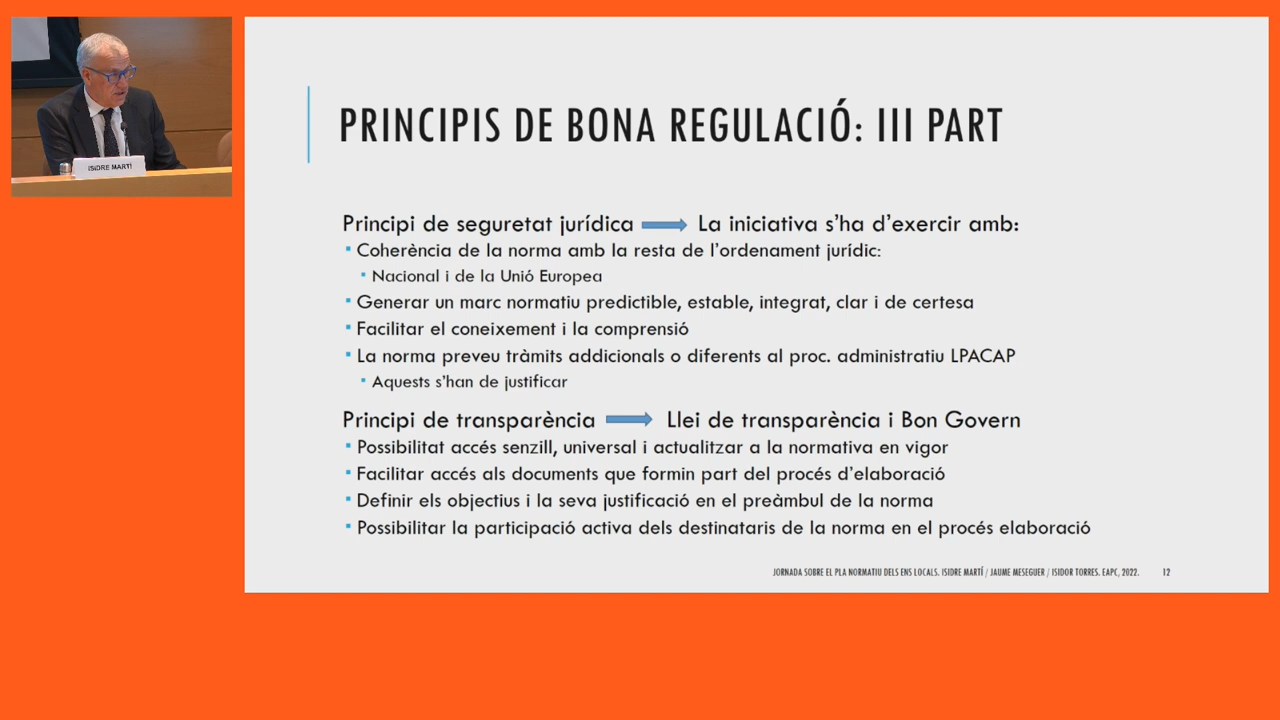 ISIDRE MARTÍ
PRINCIPIS DE BONA REGULACIÓ: III PART
Principi de seguretat jurídica La iniciativa s'ha d'exercir amb:
Coherència de la norma amb la resta de l'ordenament jurídic:
Nacional i de la Unió Europea
Generar un marc normatiu predictible, estable, integrat, clar i de certesa
Facilitar el coneixement i la comprensió
La norma preveu tràmits addicionals o diferents al proc. administratiu LPACAP
Aquests s'han de justificar
Principi de transparència Llei de transparència i Bon Govern
Possibilitat accés senzill, universal i actualitzar a la normativa en vigor
Facilitar accés als documents que formin part del procés d'elaboració
Definir els objectius i la seva justificació en el preàmbul de la norma
Possibilitar la participació activa dels destinataris de la norma en el procés elaboració
JORNADA SOBRE EL PLA NORMATIU DELS ENS LOCALS. ISIDRE MARTÍ / JAUME MESEGUER / ISIDOR TORRES. EAPC, 2022. 12